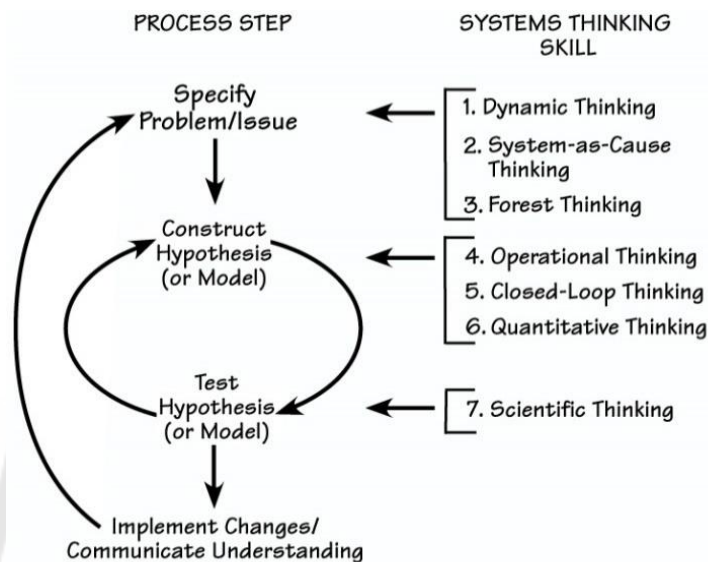 PROCESS STEP
SYSTEMS THINKING
SKILL
Specify
Problem/Issue
1. Dynamic Thinking
2. System-as-Cause
Thinking
3. Forest Thinking
Construct
Hypothesis
(or Model)
4. Operational Thinking
5. Closed-Loop Thinking
6. Quantitative Thinking
Test
Hypothesis
(or Model)
7. Scientific Thinking
Implement Changes/
Communicate Understanding